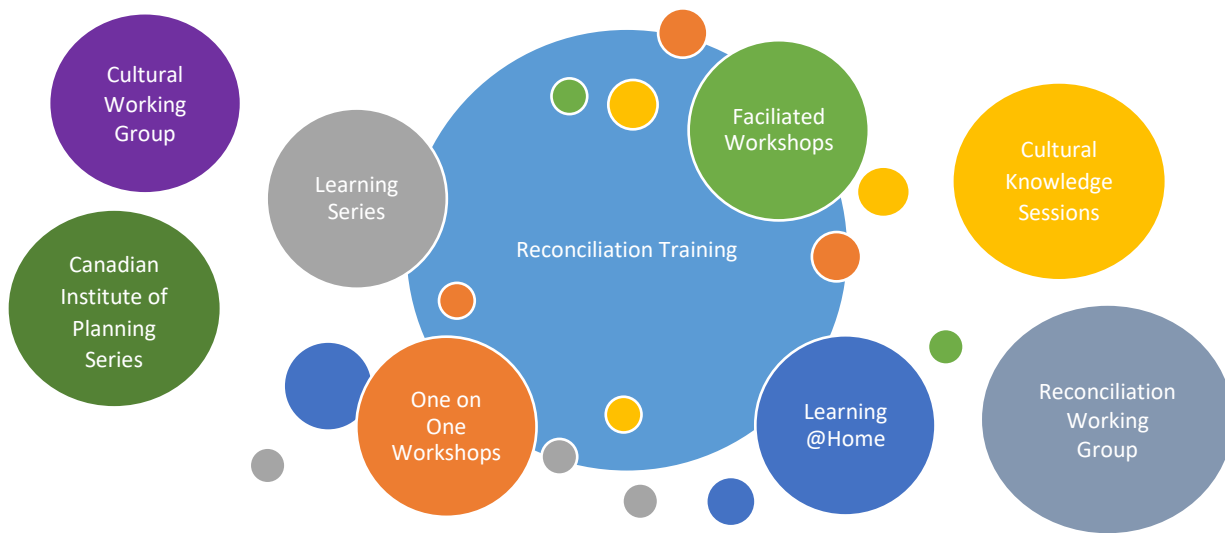 Cultural
Working
Group
Canadian
Institute of
Planning
Series
Learning
Series
One on
One
Workshops
Reconciliation Training
Faciliated
Workshops
Learning
@Home
Cultural
Knowledge
Sessions
Reconciliation
Working
Group